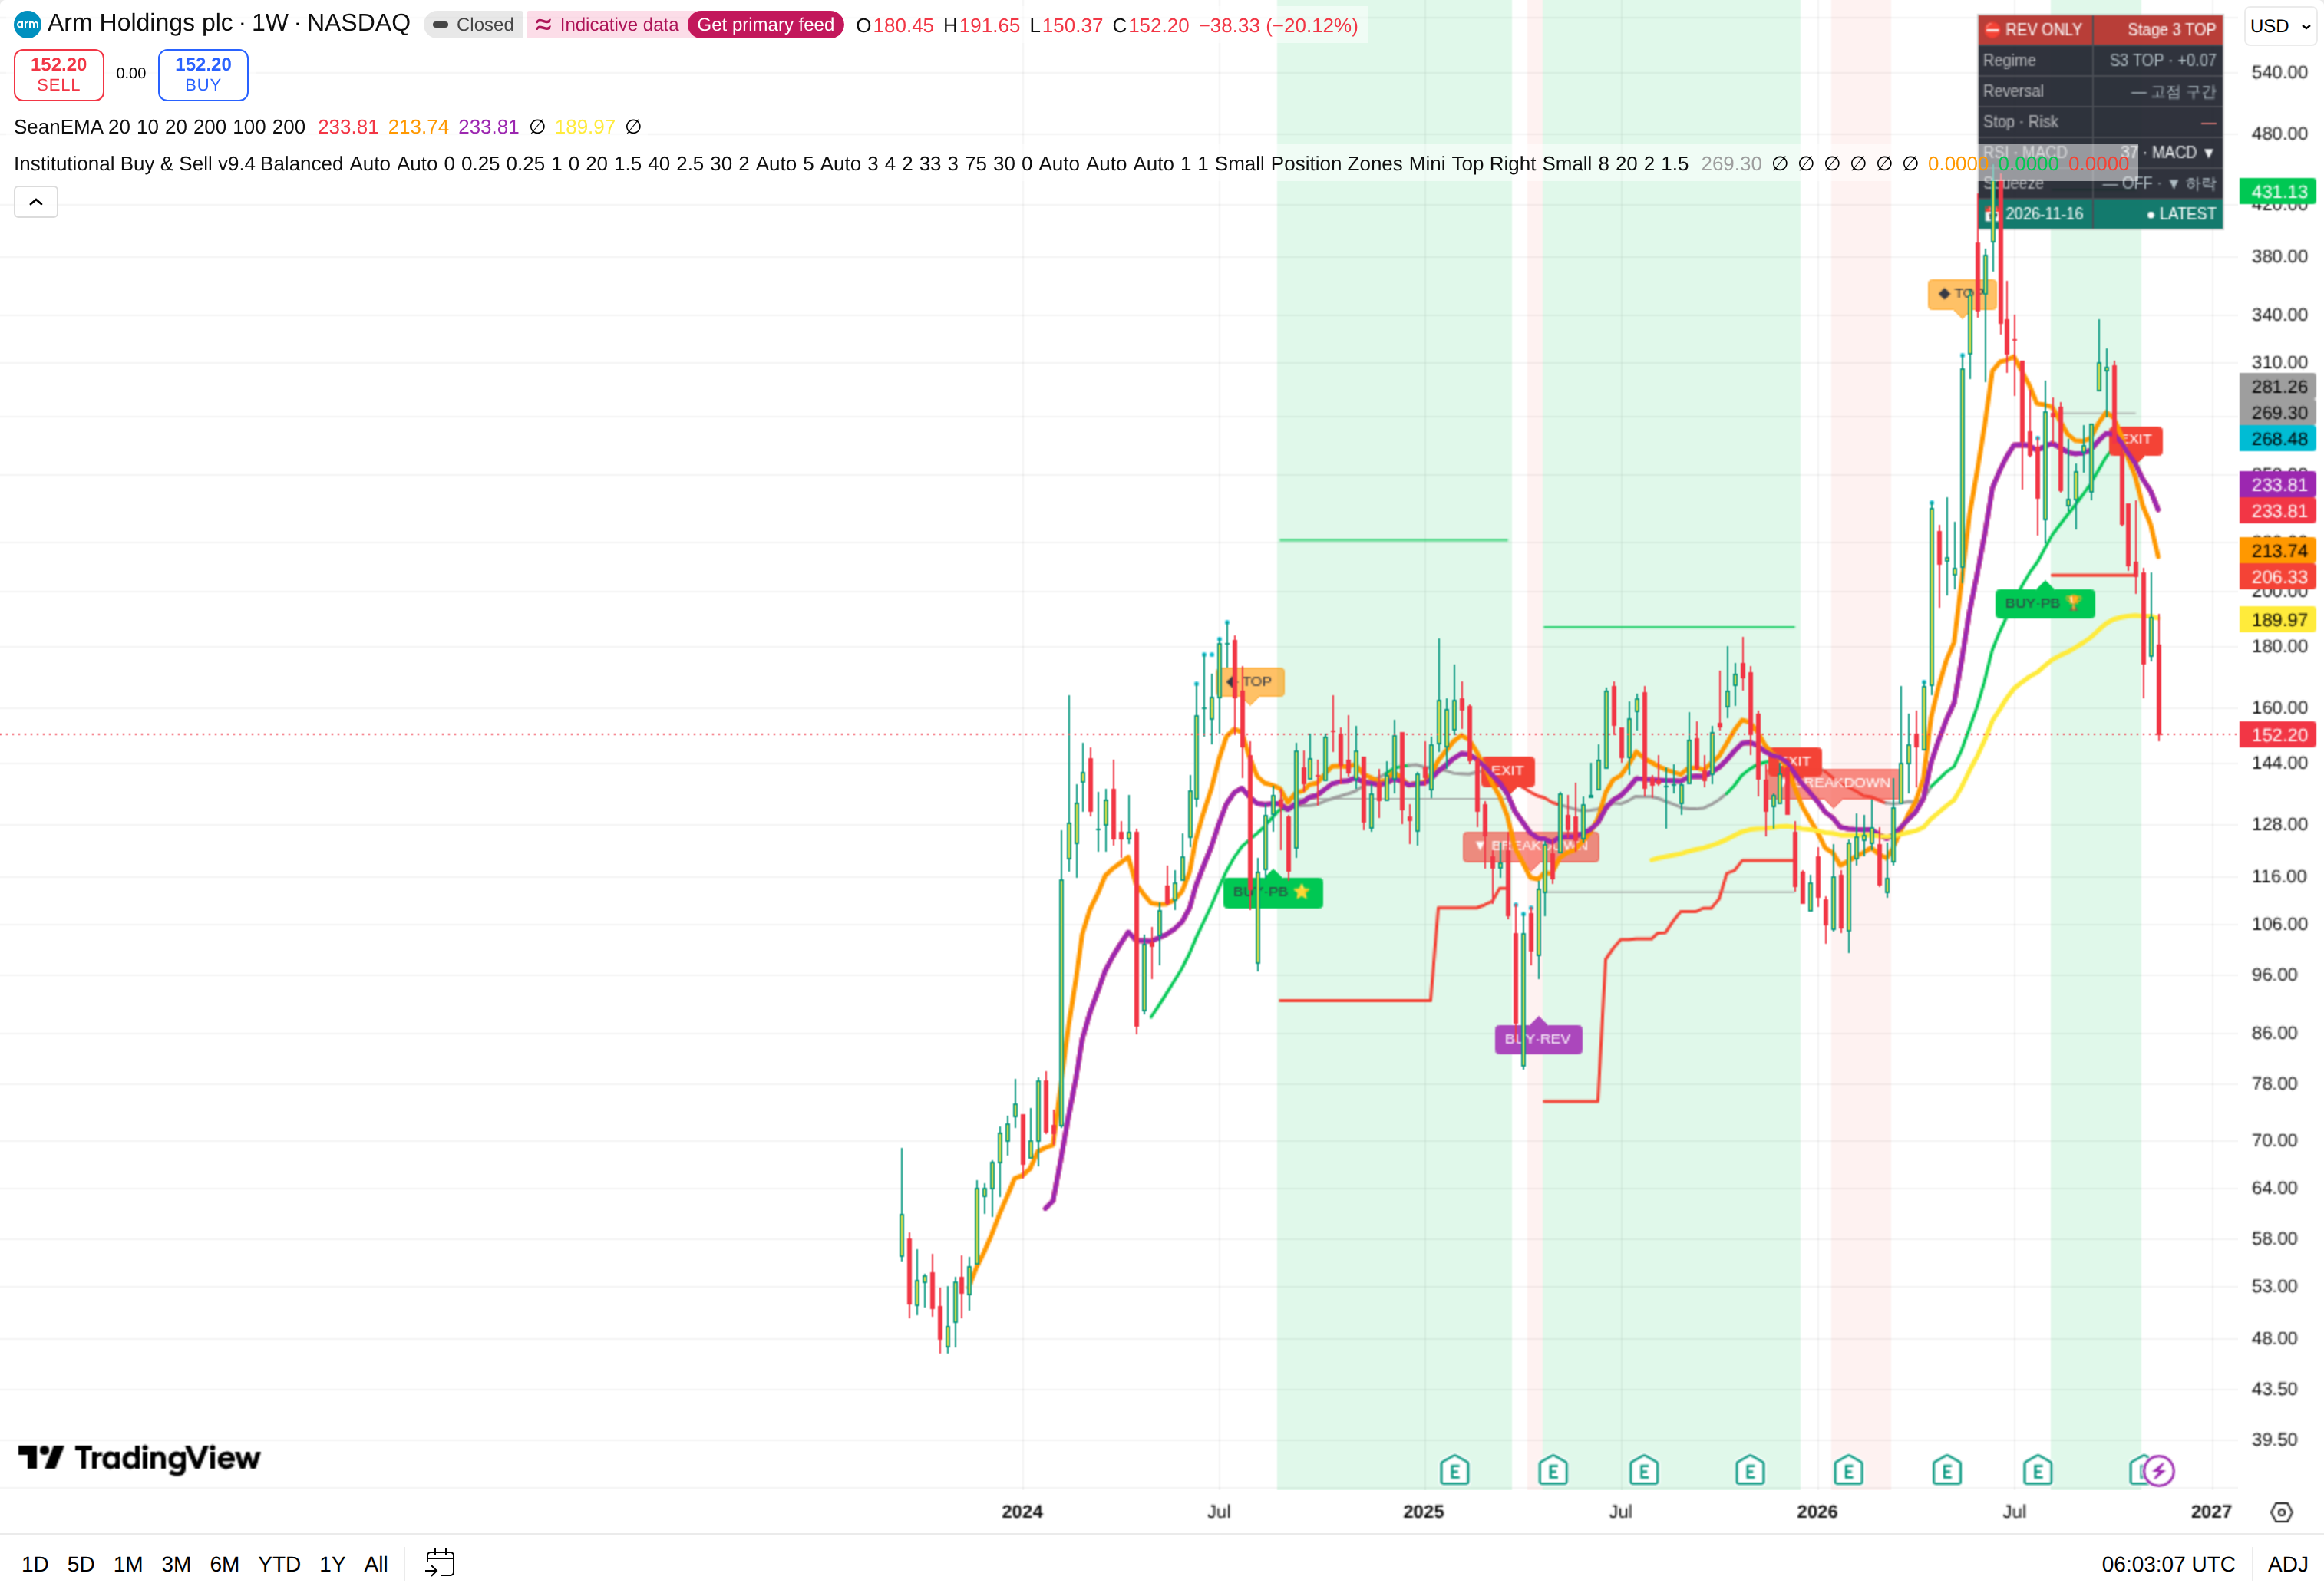 arm Arm Holdings plc · 1W · NASDAQ Closed Indicative data Get primary feed O180.45 H191.65 L150.37 C152.20 −38.33 (−20.12%)
USD
152.20 SELL 0.00 152.20 BUY
SeanEMA 20 10 20 200 100 200 233.81 213.74 233.81 ∅ 189.97 ∅
Institutional Buy & Sell v9.4 Balanced Auto Auto 0 0.25 0.25 1 0 20 1.5 40 2.5 30 2 Auto 5 Auto 3 4 2 33 3 75 30 0 Auto Auto Auto 1 1 Small Position Zones Mini Top Right Small 8 20 2 1.5 269.30 ∅ ∅ ∅ ∅ ∅ ∅ 0.0000 0.0000 0.0000
⛔ REV ONLY Stage 3 TOP
Regime S3 TOP · +0.07
Reversal — 고점 구간
Stop · Risk —
RSI · MACD 37 · MACD ▼
Squeeze — OFF · ▼ 하락
2026-11-16 ● LATEST
◆ TOP
EXIT
BUY-PB 🏆
◆ TOP
EXIT
EXIT
BREAKDOWN
▼ BREAKDOWN
BUY-PB ⭐
BUY-REV
540.00
480.00
431.13
420.00
380.00
340.00
310.00
281.26
269.30
268.48
233.81
233.81
213.74
206.33
200.00
189.97
180.00
160.00
152.20
144.00
128.00
116.00
106.00
96.00
86.00
78.00
70.00
64.00
58.00
53.00
48.00
43.50
39.50
TradingView
E E E E E E E
2024 Jul 2025 Jul 2026 Jul 2027
1D 5D 1M 3M 6M YTD 1Y All
06:03:07 UTC ADJ